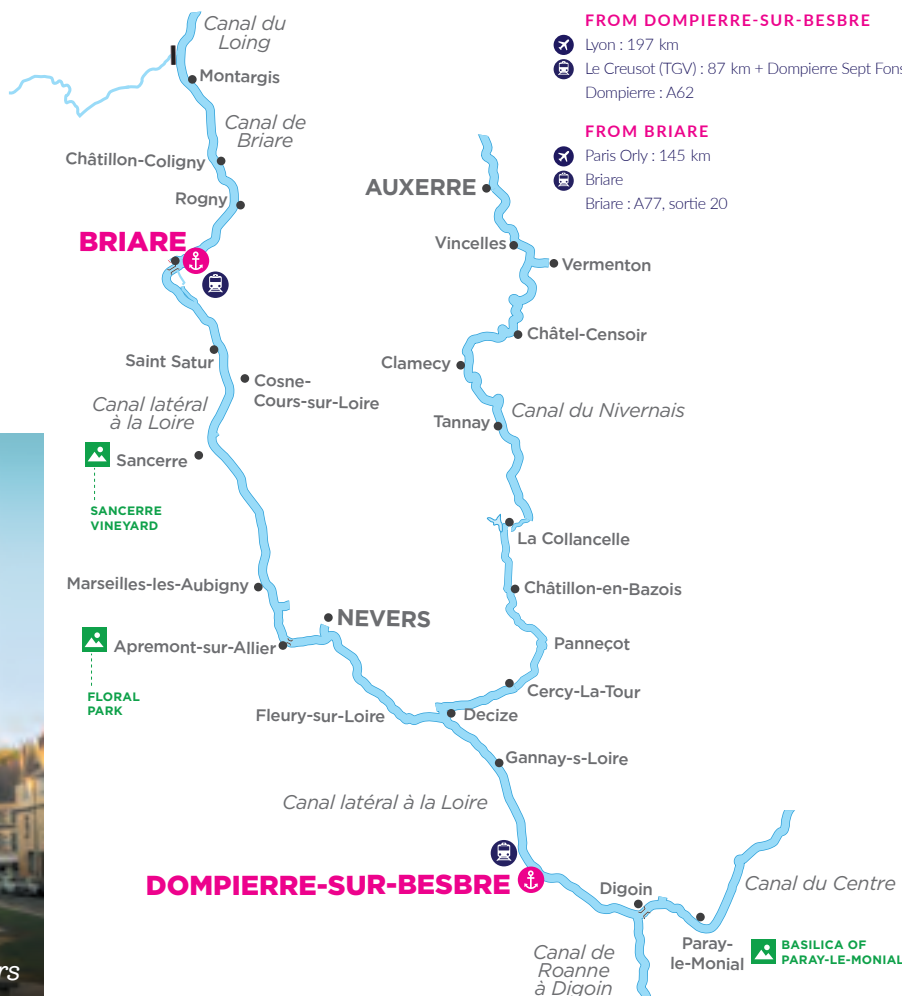 FROM DOMPIERRE-SUR-BESBRE
Lyon : 197 km
Le Creusot (TGV) : 87 km + Dompierre Sept Fons
Dompierre : A62
FROM BRIARE
Paris Orly : 145 km
Briare
Briare : A77, sortie 20
Canal du
Loing
Montargis
Canal de
Briare
Châtillon-Coligny
Rogny
BRIARE
AUXERRE
Vincelles
Vermenton
Châtel-Censoir
Saint Satur
Clamecy
Cosne-
Cours-sur-Loire
Canal latéral
à la Loire
Canal du Nivernais
Tannay
Sancerre
SANCERRE
VINEYARD
La Collancelle
Marseilles-les-Aubigny
Châtillon-en-Bazois
NEVERS
Apremont-sur-Allier
Panneçot
FLORAL
PARK
Cercy-La-Tour
Fleury-sur-Loire
Decize
Gannay-s-Loire
Canal latéral à la Loire
DOMPIERRE-SUR-BESBRE
Digoin
Canal du Centre
Paray-
le-Monial
BASILICA OF
PARAY-LE-MONIAL
Canal de
Roanne
à Digoin
rs